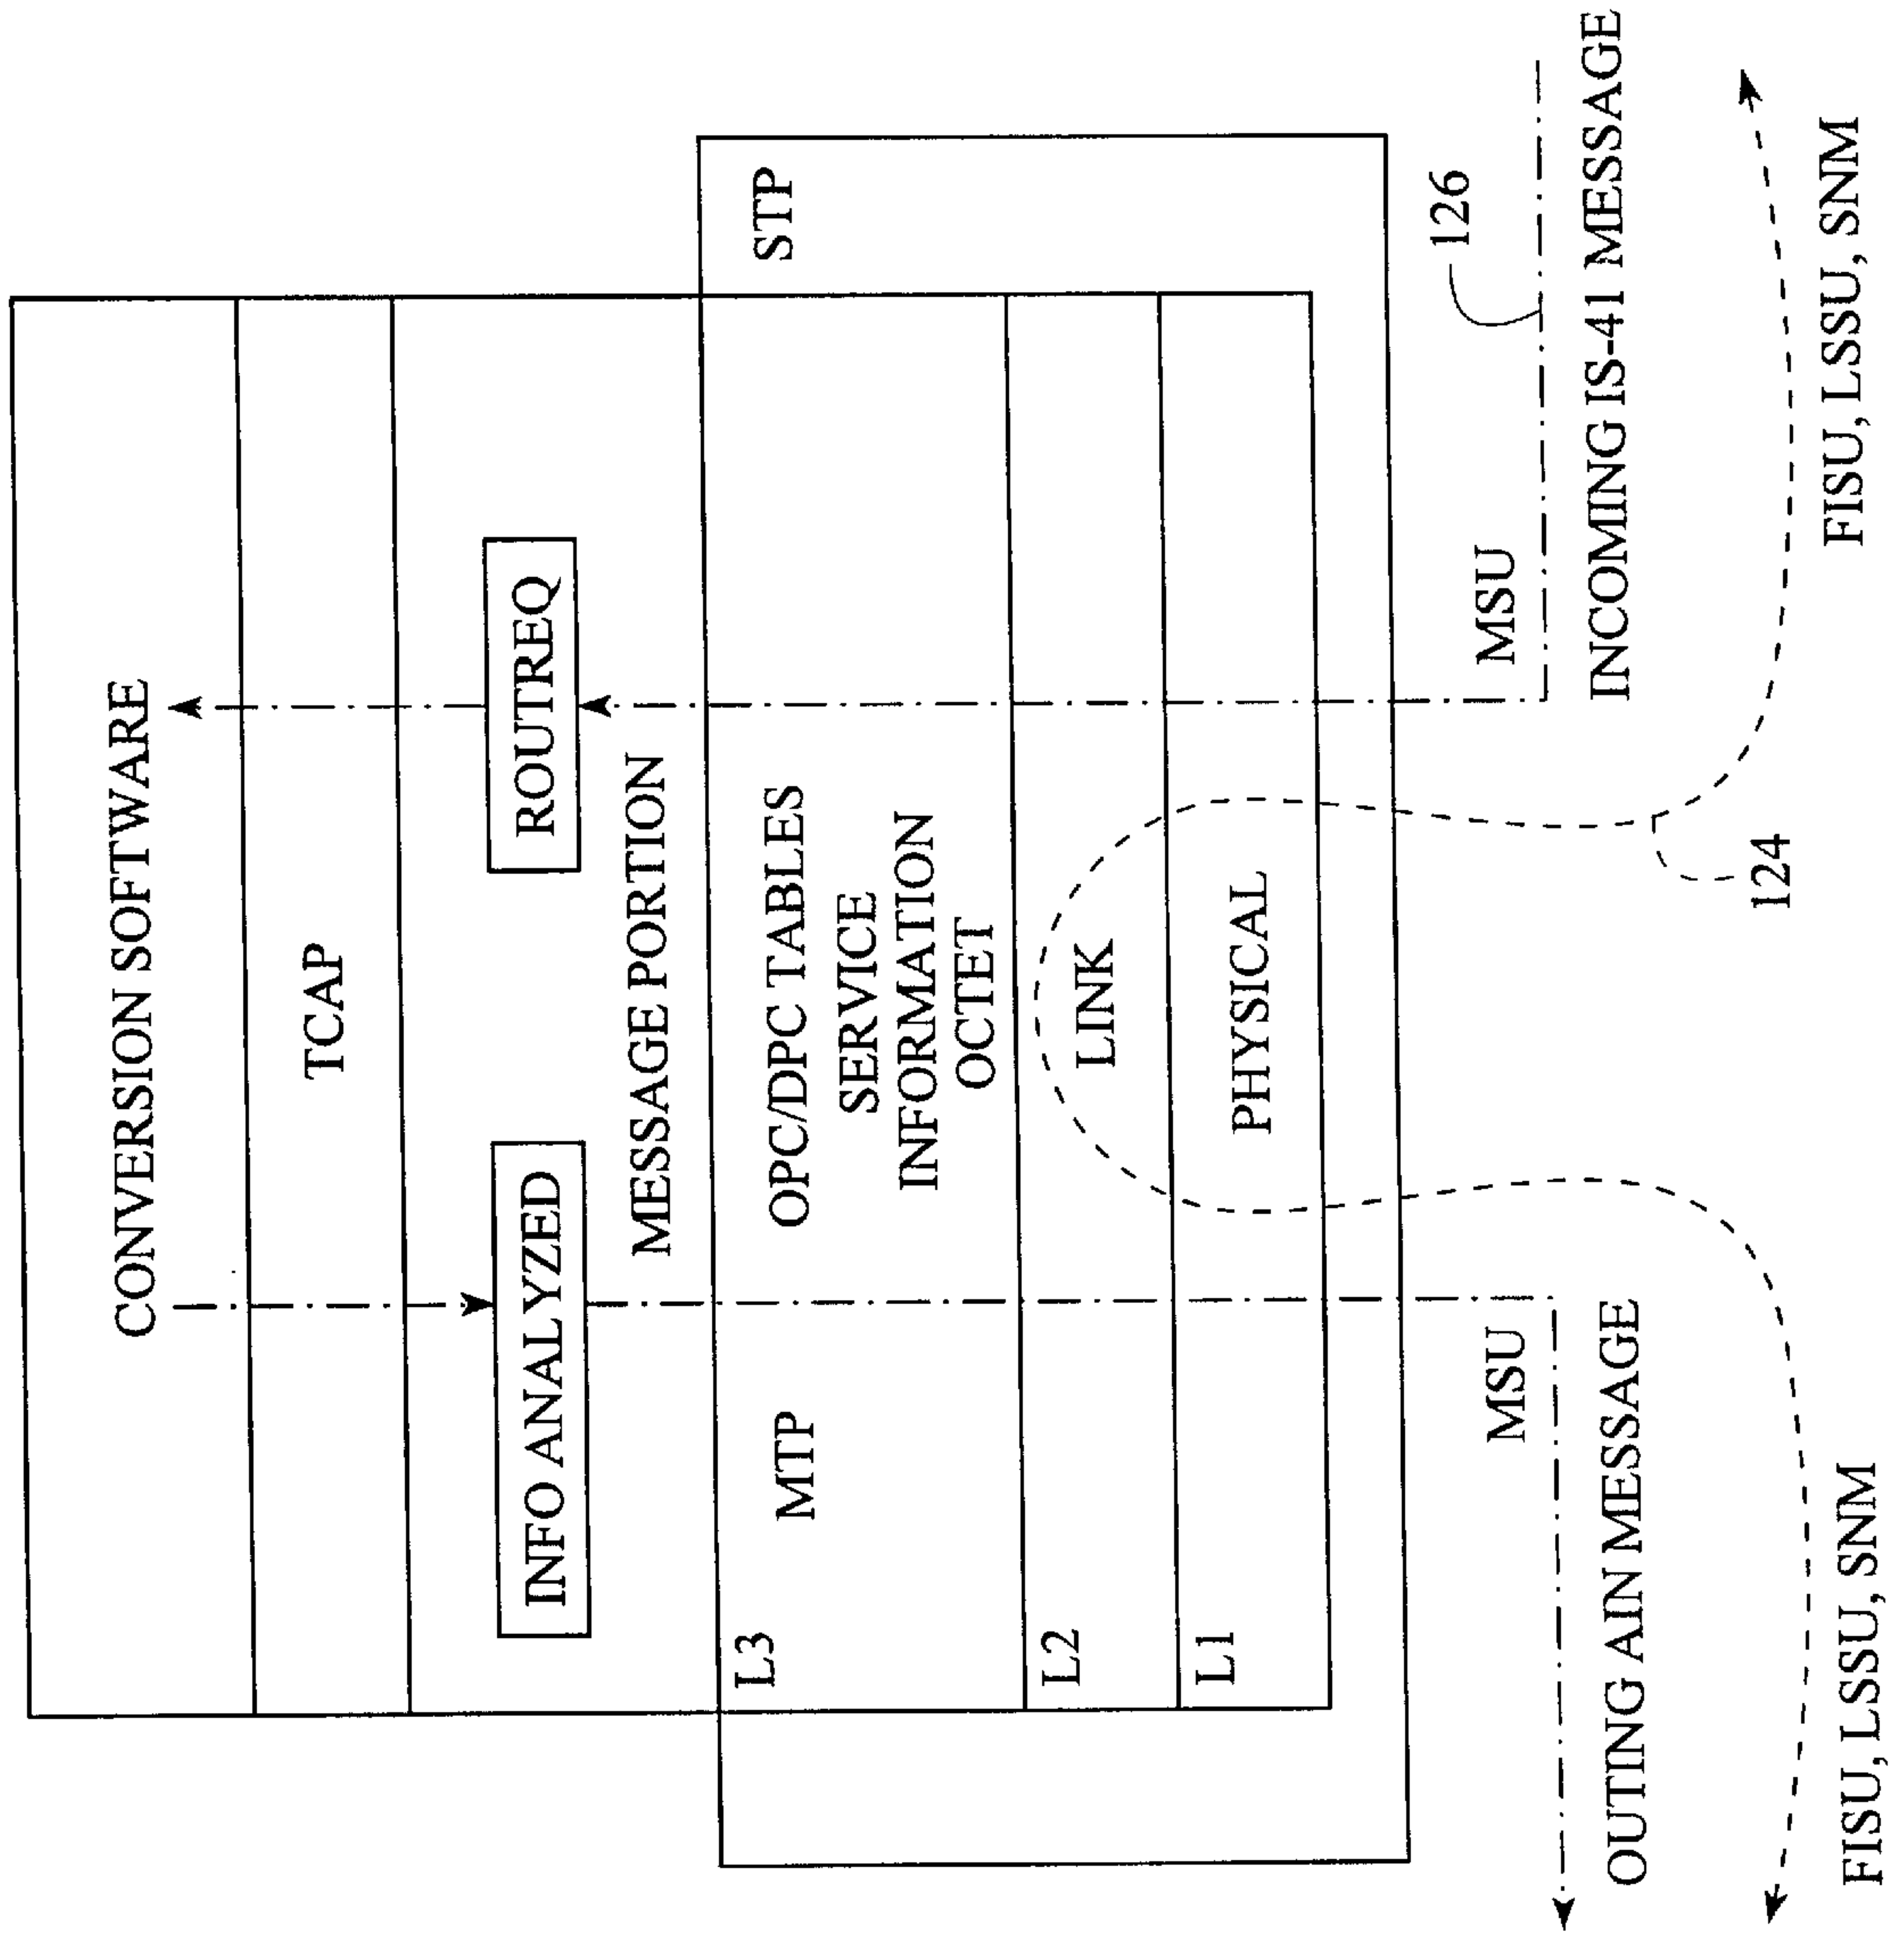 CONVERSION SOFTWARE
TCAP
INFO ANALYZED
ROUTREQ
MESSAGE PORTION
L3
MTP
OPC/DPC TABLES
STP
SERVICE
INFORMATION
OCTET
L2
LINK
L1
PHYSICAL
MSU
MSU
126
OUTING AIN MESSAGE
INCOMING IS-41 MESSAGE
124
FISU, LSSU, SNM
FISU, LSSU, SNM